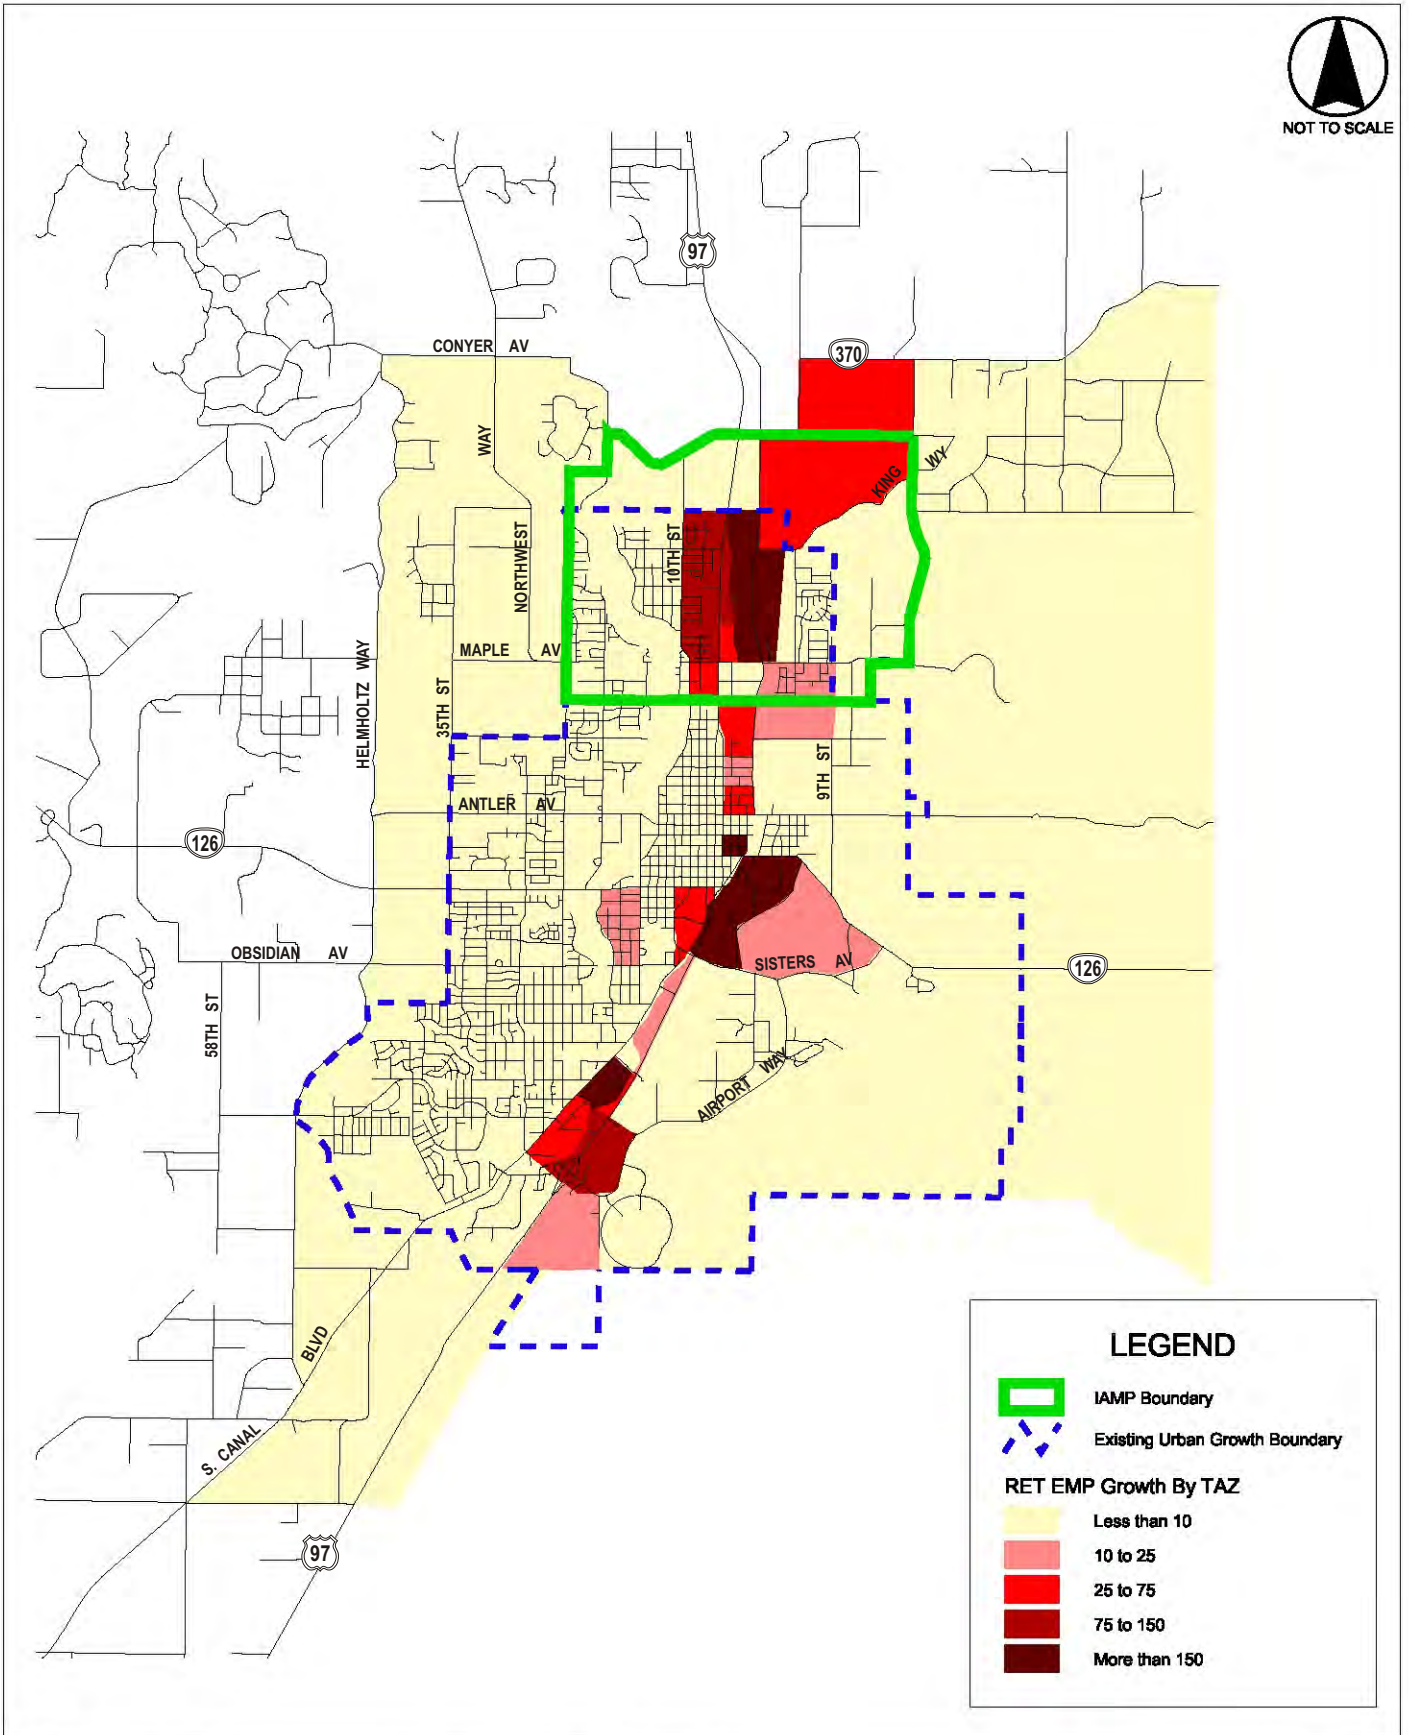 NOT TO SCALE
97
CONYER AV
370
WAY
KING WY
NORTHWEST
10TH ST
MAPLE AV
HELMHOLTZ WAY
35TH ST
9TH ST
ANTLER AV
126
OBSIDIAN AV
SISTERS AV
126
58TH ST
AIRPORT WAY
BLVD
S. CANAL
97
LEGEND
IAMP Boundary
Existing Urban Growth Boundary
RET EMP Growth By TAZ
Less than 10
10 to 25
25 to 75
75 to 150
More than 150